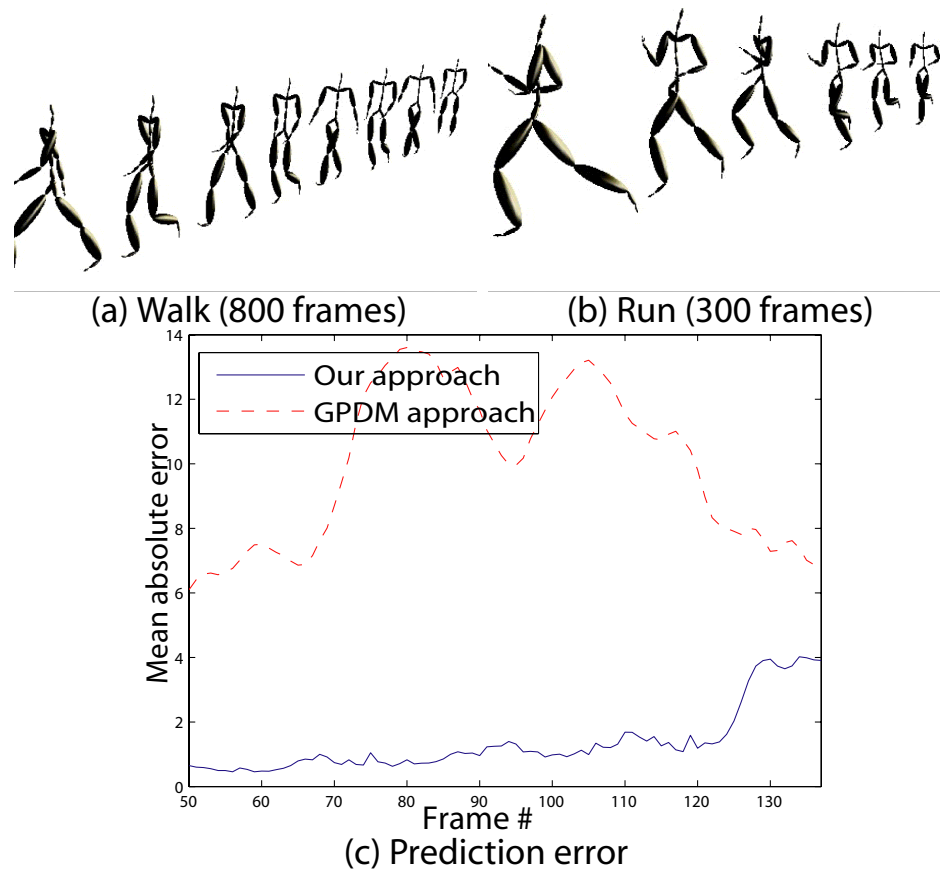 (a) Walk (800 frames)
(b) Run (300 frames)
14
12
10
8
6
4
2
0
Mean absolute error
Our approach
GPDM approach
50 60 70 80 90 100 110 120 130
Frame #
(c) Prediction error